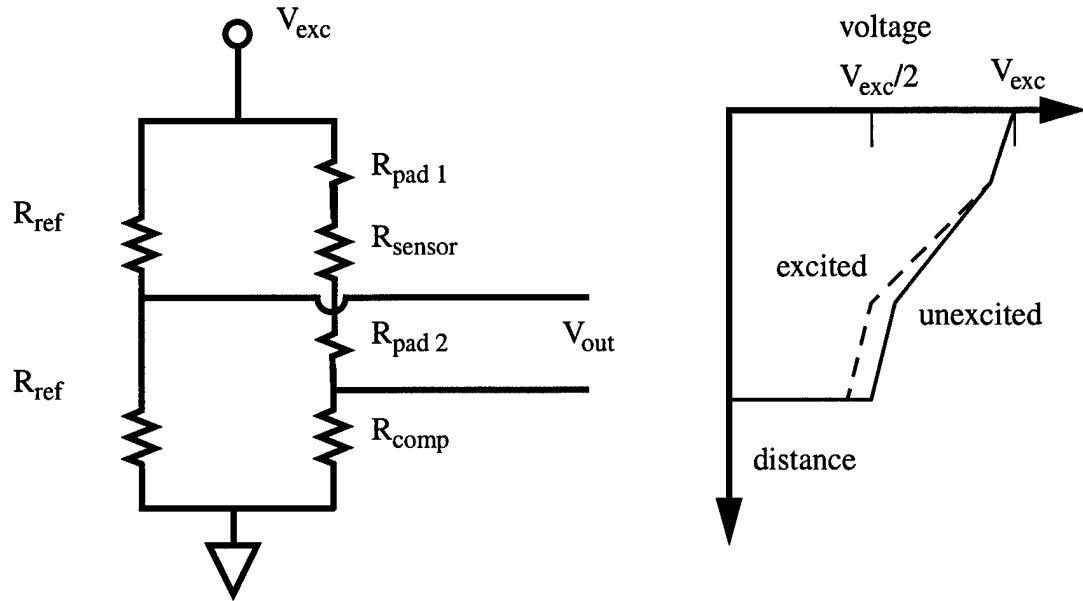 V_exc
R_pad 1
R_ref
R_sensor
R_pad 2
V_out
R_ref
R_comp
voltage
V_exc/2
V_exc
excited
unexcited
distance